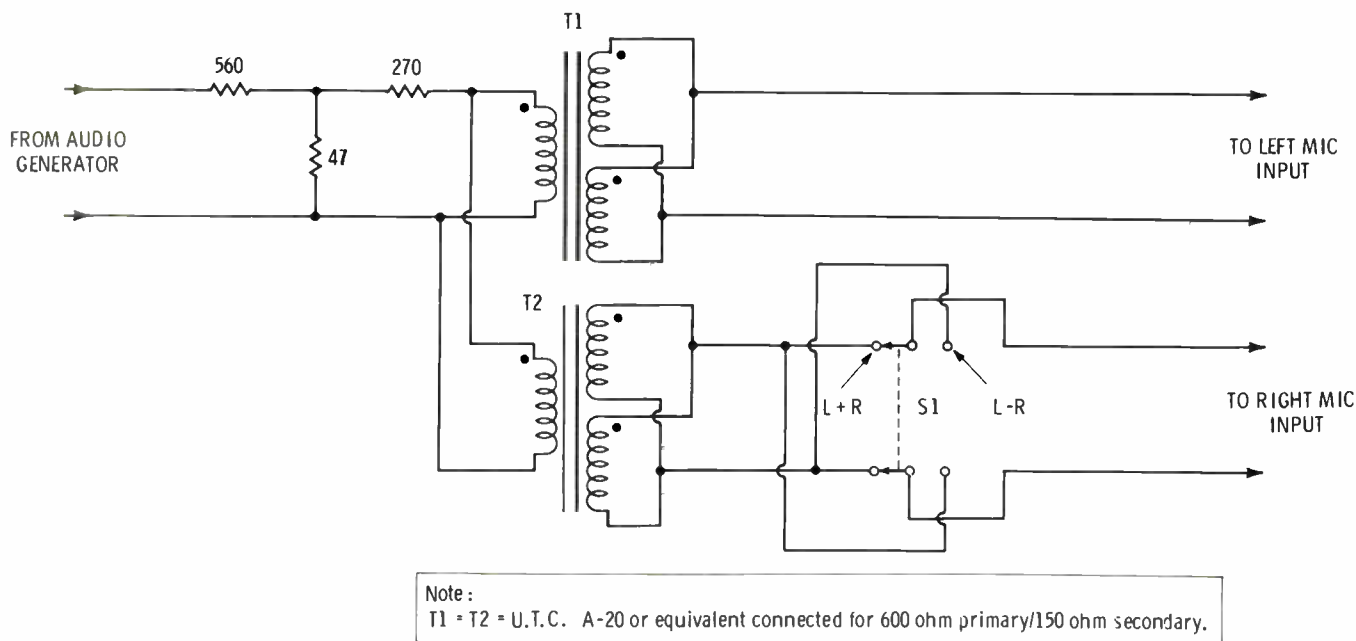 T1
560
270
FROM AUDIO
GENERATOR
47
TO LEFT MIC
INPUT
T2
L+R
S1
L-R
TO RIGHT MIC
INPUT
Note :
T1 = T2 = U.T.C. A-20 or equivalent connected for 600 ohm primary/150 ohm secondary.